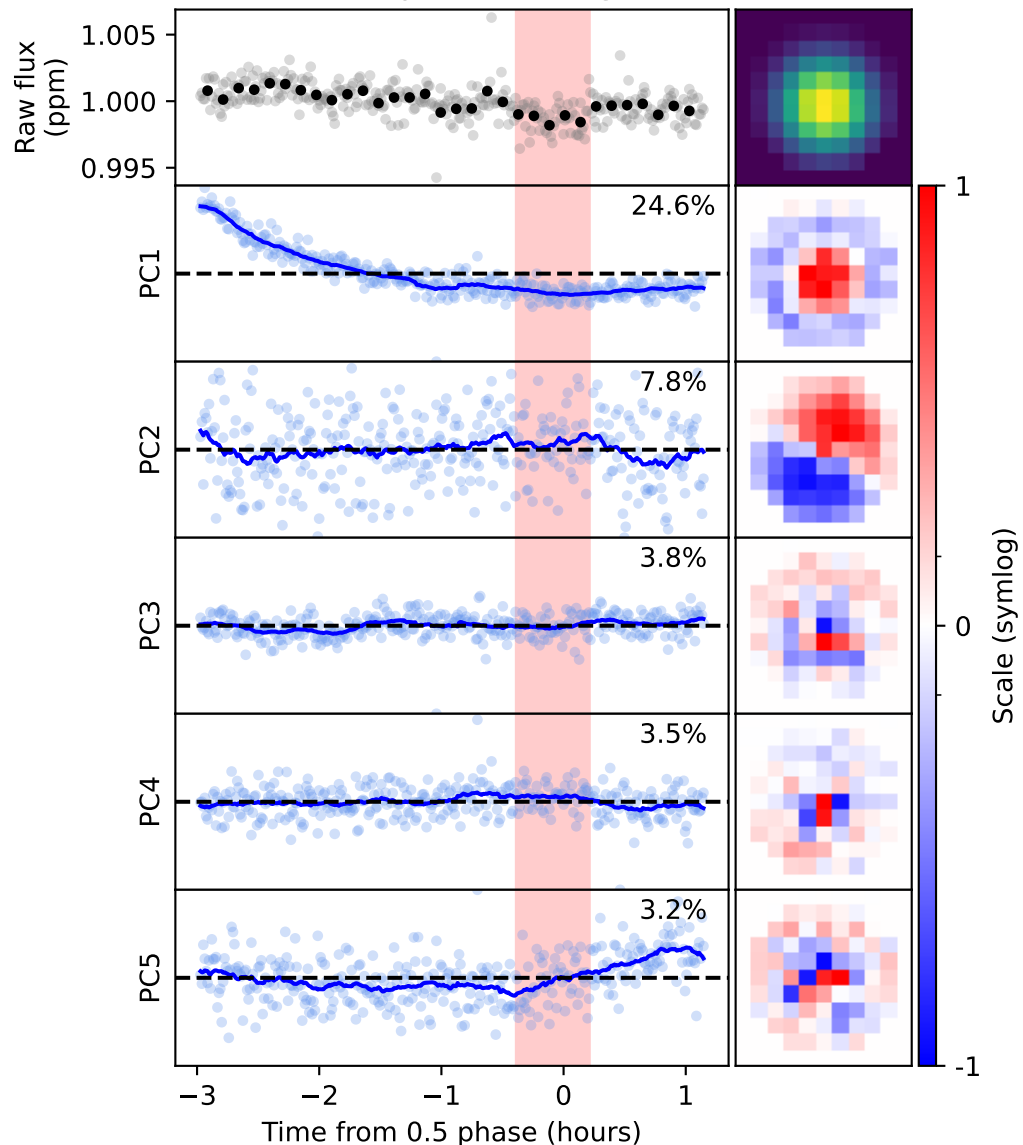 Raw flux
(ppm)
1.005
1.000
0.995
PC1
24.6%
1
PC2
7.8%
PC3
3.8%
0
Scale (symlog)
PC4
3.5%
PC5
3.2%
-1
−3
−2
−1
0
1
Time from 0.5 phase (hours)